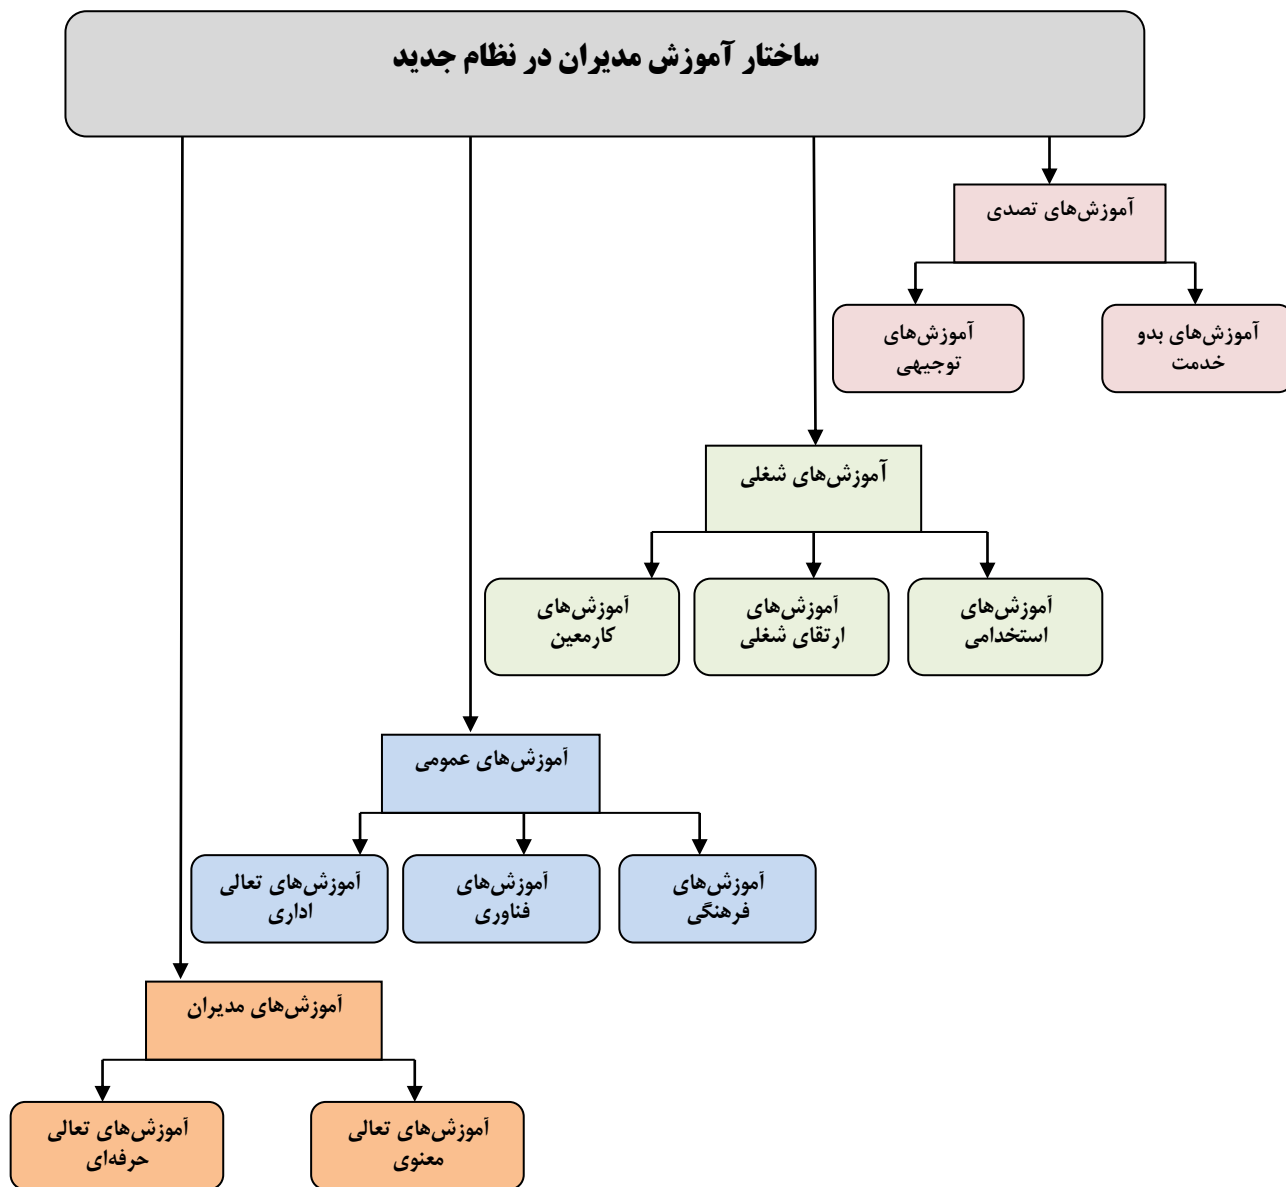 ساختار آموزش مدیران در نظام جدید
آموزش‌های تصدی
آموزش‌های بدو
خدمت
آموزش‌های
توجیهی
آموزش‌های شغلی
آموزش‌های
استخدامی
آموزش‌های
ارتقای شغلی
آموزش‌های
کارمعین
آموزش‌های عمومی
آموزش‌های
فرهنگی
آموزش‌های
فناوری
آموزش‌های تعالی
اداری
آموزش‌های مدیران
آموزش‌های تعالی
معنوی
آموزش‌های تعالی
حرفه‌ای